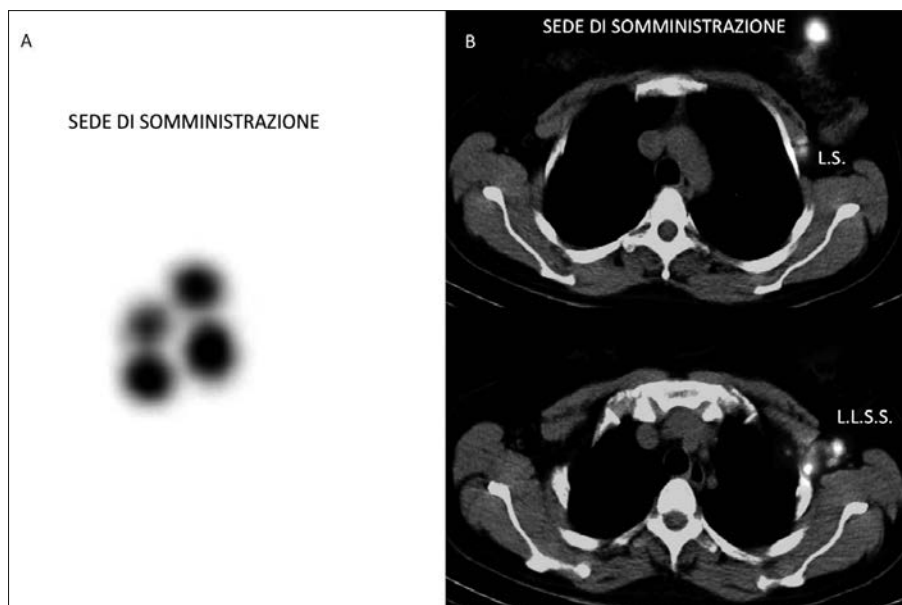 A
SEDE DI SOMMINISTRAZIONE
B
SEDE DI SOMMINISTRAZIONE
L.S.
L.L.S.S.